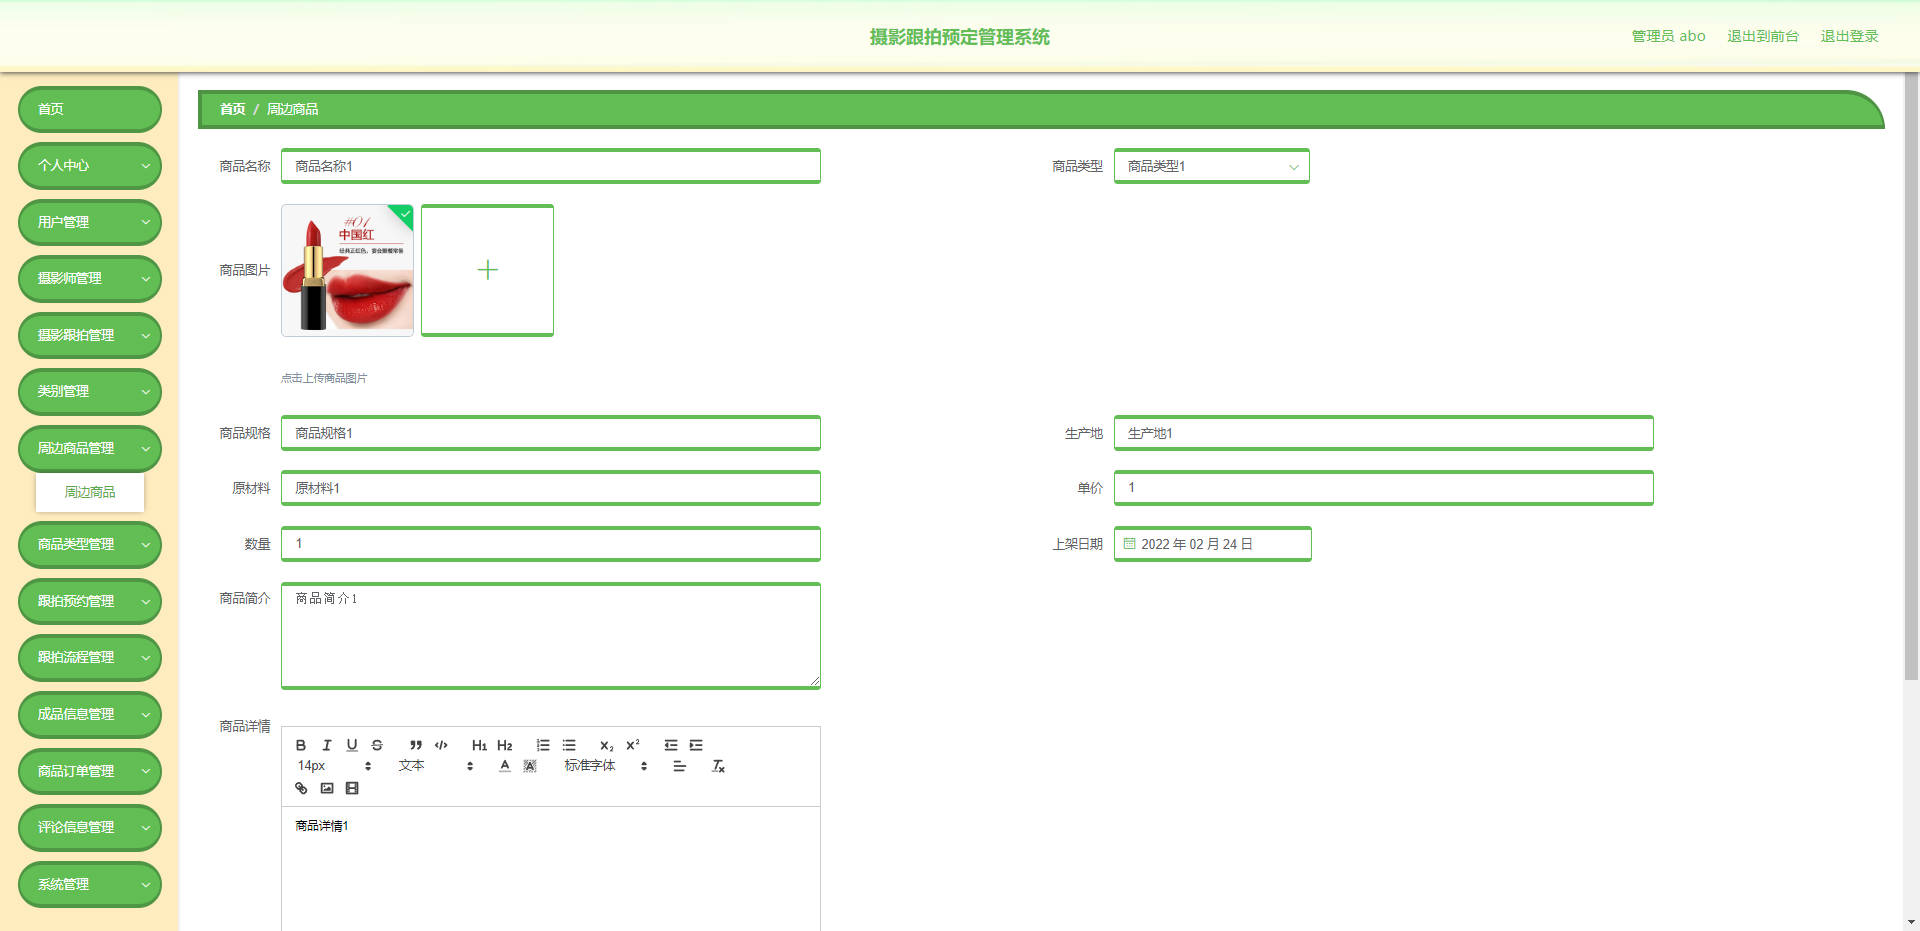 摄影跟拍预定管理系统
管理员 abo
退出到前台
退出登录
首页
个人中心
用户管理
摄影师管理
摄影跟拍管理
类别管理
周边商品管理
周边商品
商品类型管理
跟拍预约管理
跟拍流程管理
成品信息管理
商品订单管理
评论信息管理
系统管理
首页 / 周边商品
商品名称 商品名称1
商品类型 商品类型1
商品图片
#01
中国红
点击上传商品图片
商品规格 商品规格1
生产地 生产地1
原材料 原材料1
单价 1
数量 1
上架日期 2022 年 02 月 24 日
商品简介 商品简介1
商品详情
B I U S H1 H2 X2 X2
14px 文本 A A 标准字体 Tx
商品详情1